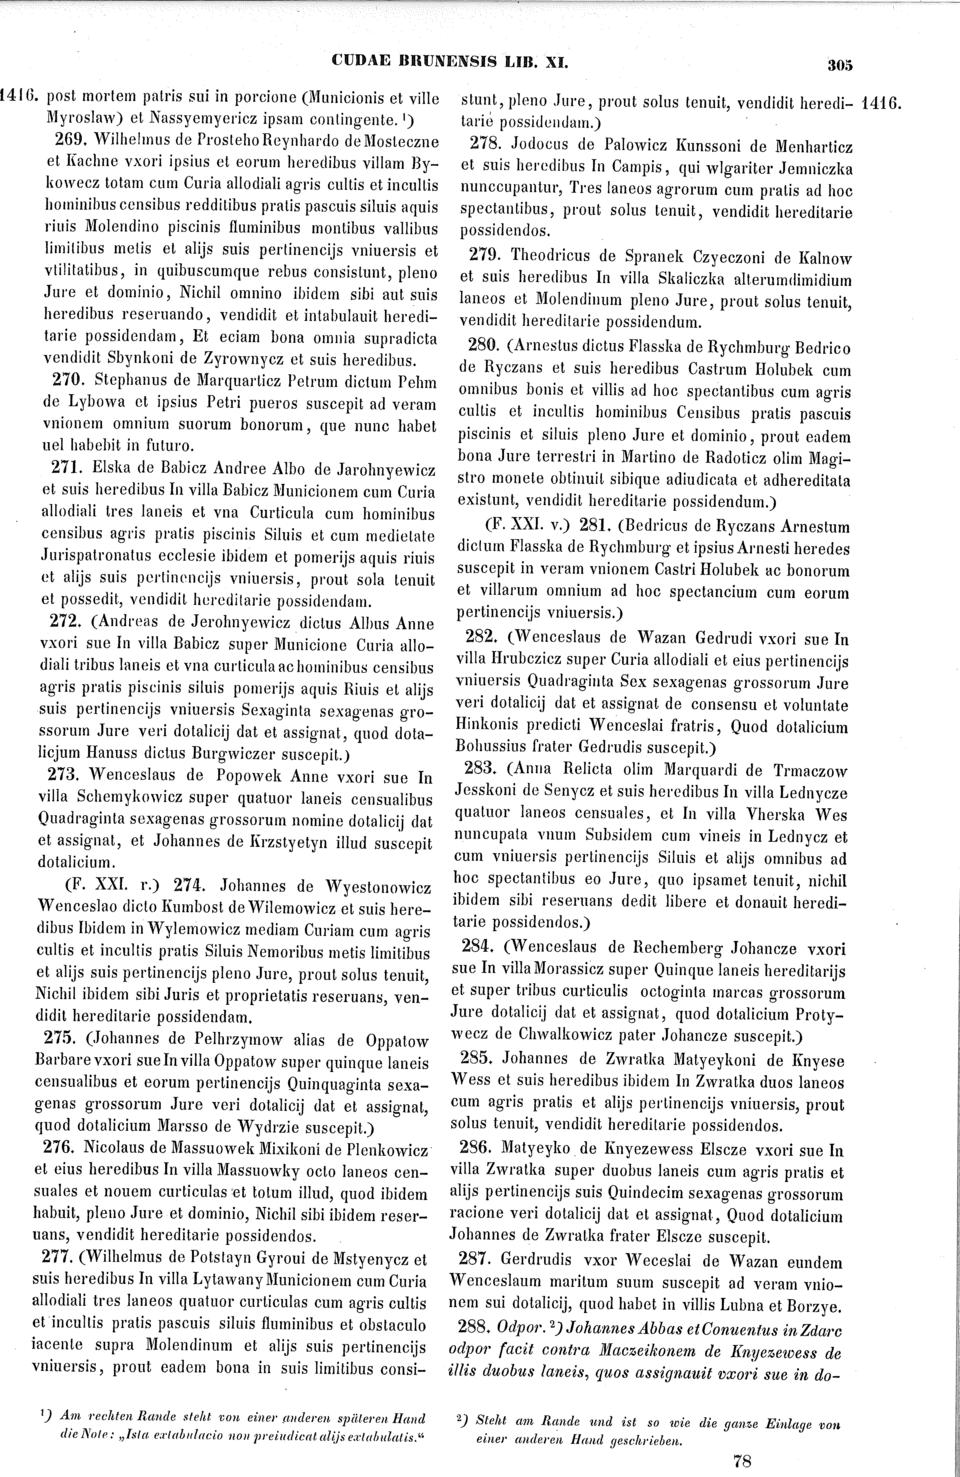 CUDAE BRUNENSIS LIB. XI.
305
1416. post mortem patris sui in porcione (Municionis et ville
Myroslaw) et Nassyemyericz ipsam contingente. ¹)
269. Wilhelmus de Prosteho Reynhardo de Mosteczne
et Kachne vxori ipsius et eorum heredibus villam By-
kowecz totam cum Curia allodiali agris cultis et incultis
hominibus censibus redditibus pratis pascuis siluis aquis
riuis Molendino piscinis fluminibus montibus vallibus
limitibus metis et alijs suis pertinencijs vniuersis et
vtilitatibus, in quibuscumque rebus consistunt, pleno
Jure et dominio, Nichil omnino ibidem sibi aut suis
heredibus reseruando, vendidit et intabulauit heredi-
tarie possidendam, Et eciam bona omnia supradicta
vendidit Sbynkoni de Zyrownycz et suis heredibus.
270. Stephanus de Marquarticz Petrum dictum Pehm
de Lybowa et ipsius Petri pueros suscepit ad veram
vnionem omnium suorum bonorum, que nunc habet
uel habebit in futuro.
271. Elska de Babicz Andree Albo de Jarohnyewicz
et suis heredibus In villa Babicz Municionem cum Curia
allodiali tres laneis et vna Curticula cum hominibus
censibus agris pratis piscinis Siluis et cum medietate
Jurispatronatus ecclesie ibidem et pomerijs aquis riuis
et alijs suis pertinencijs vniuersis, prout sola tenuit
et possedit, vendidit hereditarie possidendam.
272. (Andreas de Jerohnyewicz dictus Albus Anne
vxori sue In villa Babicz super Municione Curia allo-
diali tribus laneis et vna curticula ac hominibus censibus
agris pratis piscinis siluis pomerijs aquis Riuis et alijs
suis pertinencijs vniuersis Sexaginta sexagenas gro-
ssorum Jure veri dotalicij dat et assignat, quod dota-
licjum Hanuss dictus Burgwiczer suscepit.)
273. Wenceslaus de Popowek Anne vxori sue In
villa Schemykowicz super quatuor laneis censualibus
Quadraginta sexagenas grossorum nomine dotalicij dat
et assignat, et Johannes de Krzstyetyn illud suscepit
dotalicium.
(F. XXI. r.) 274. Johannes de Wyestonowicz
Wenceslao dicto Kumbost de Wilemowicz et suis here-
dibus Ibidem in Wylemowicz mediam Curiam cum agris
cultis et incultis pratis Siluis Nemoribus metis limitibus
et alijs suis pertinencijs pleno Jure, prout solus tenuit,
Nichil ibidem sibi Juris et proprietatis reseruans, ven-
didit hereditarie possidendam.
275. (Johannes de Pelhrzymow alias de Oppatow
Barbare vxori sue In villa Oppatow super quinque laneis
censualibus et eorum pertinencijs Quinquaginta sexa-
genas grossorum Jure veri dotalicij dat et assignat,
quod dotalicium Marsso de Wydrzie suscepit.)
276. Nicolaus de Massuowek Mixikoni de Plenkowicz
et eius heredibus In villa Massuowky octo laneos cen-
suales et nouem curticulas et totum illud, quod ibidem
habuit, pleno Jure et dominio, Nichil sibi ibidem reser-
uans, vendidit hereditarie possidendos.
277. (Wilhelmus de Potstayn Gyroui de Mstyenycz et
suis heredibus In villa Lytawany Municionem cum Curia
allodiali tres laneos quatuor curticulas cum agris cultis
et incultis pratis pascuis siluis fluminibus et obstaculo
iacente supra Molendinum et alijs suis pertinencijs
vniuersis, prout eadem bona in suis limitibus consi-
stunt, pleno Jure, prout solus tenuit, vendidit heredi- 1416.
tarie possidendam.)
278. Jodocus de Palowicz Kunssoni de Menharticz
et suis heredibus In Campis, qui wlgariter Jemniczka
nunccupantur, Tres laneos agrorum cum pratis ad hoc
spectantibus, prout solus tenuit, vendidit hereditarie
possidendos.
279. Theodricus de Spranek Czyeczoni de Kalnow
et suis heredibus In villa Skaliczka alterumdimidium
laneos et Molendinum pleno Jure, prout solus tenuit,
vendidit hereditarie possidendum.
280. (Arnestus dictus Flasska de Rychmburg Bedrico
de Ryczans et suis heredibus Castrum Holubek cum
omnibus bonis et villis ad hoc spectantibus cum agris
cultis et incultis hominibus Censibus pratis pascuis
piscinis et siluis pleno Jure et dominio, prout eadem
bona Jure terrestri in Martino de Radoticz olim Magi-
stro monete obtinuit sibique adiudicata et adhereditata
existunt, vendidit hereditarie possidendum.)
(F. XXI. v.) 281. (Bedricus de Ryczans Arnestum
dictum Flasska de Rychmburg et ipsius Arnesti heredes
suscepit in veram vnionem Castri Holubek ac bonorum
et villarum omnium ad hoc spectancium cum eorum
pertinencijs vniuersis.)
282. (Wenceslaus de Wazan Gedrudi vxori sue In
villa Hrubczicz super Curia allodiali et eius pertinencijs
vniuersis Quadraginta Sex sexagenas grossorum Jure
veri dotalicij dat et assignat de consensu et voluntate
Hinkonis predicti Wenceslai fratris, Quod dotalicium
Bohussius frater Gedrudis suscepit.)
283. (Anna Relicta olim Marquardi de Trmaczow
Jesskoni de Senycz et suis heredibus In villa Lednycze
quatuor laneos censuales, et In villa Vherska Wes
nuncupata vnum Subsidem cum vineis in Lednycz et
cum vniuersis pertinencijs Siluis et alijs omnibus ad
hoc spectantibus eo Jure, quo ipsamet tenuit, nichil
ibidem sibi reseruans dedit libere et donauit heredi-
tarie possidendos.)
284. (Wenceslaus de Rechemberg Johancze vxori
sue In villa Morassicz super Quinque laneis hereditarijs
et super tribus curticulis octoginta marcas grossorum
Jure dotalicij dat et assignat, quod dotalicium Proty-
wecz de Chwalkowicz pater Johancze suscepit.)
285. Johannes de Zwratka Matyeykoni de Knyese
Wess et suis heredibus ibidem In Zwratka duos laneos
cum agris pratis et alijs pertinencijs vniuersis, prout
solus tenuit, vendidit hereditarie possidendos.
286. Matyeyko de Knyezewess Elscze vxori sue In
villa Zwratka super duobus laneis cum agris pratis et
alijs pertinencijs suis Quindecim sexagenas grossorum
racione veri dotalicij dat et assignat, Quod dotalicium
Johannes de Zwratka frater Elscze suscepit.
287. Gerdrudis vxor Weceslai de Wazan eundem
Wenceslaum maritum suum suscepit ad veram vnio-
nem sui dotalicij, quod habet in villis Lubna et Borzye.
288. Odpor. ²) Johannes Abbas et Conuentus in Zdarc
odpor facit contra Maczeikonem de Knyezewess de
illis duobus laneis, quos assignauit vxori sue in do-
¹) Am rechten Rande steht von einer anderen späteren Hand
die Note: „Ista extabulacio non preiudicat alijs extabulatis.“
²) Steht am Rande und ist so wie die ganze Einlage von
einer anderen Hand geschrieben.
78